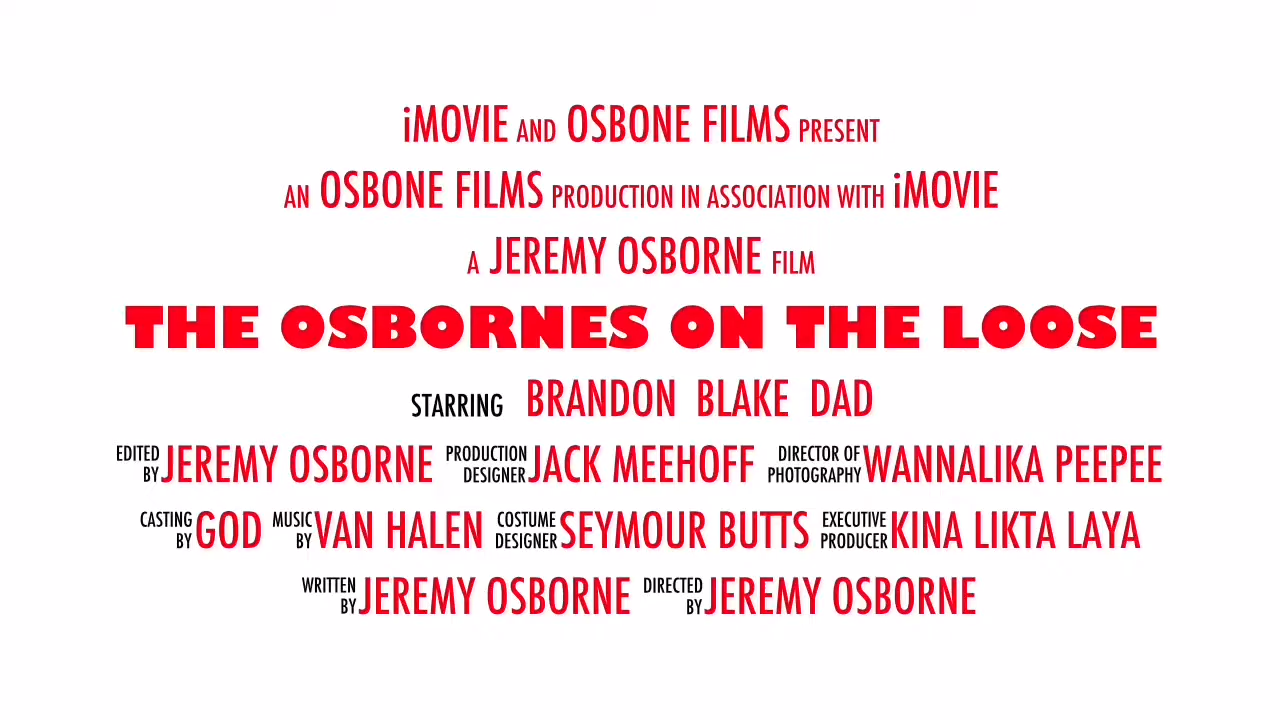 iMOVIE AND OSBONE FILMS PRESENT
AN OSBONE FILMS PRODUCTION IN ASSOCIATION WITH iMOVIE
A JEREMY OSBORNE FILM
THE OSBORNES ON THE LOOSE
STARRING BRANDON BLAKE DAD
EDITED BY JEREMY OSBORNE PRODUCTION DESIGNER JACK MEEHOFF DIRECTOR OF PHOTOGRAPHY WANNALIKA PEEPEE
CASTING BY GOD MUSIC BY VAN HALEN COSTUME DESIGNER SEYMOUR BUTTS EXECUTIVE PRODUCER KINA LIKTA LAYA
WRITTEN BY JEREMY OSBORNE DIRECTED BY JEREMY OSBORNE